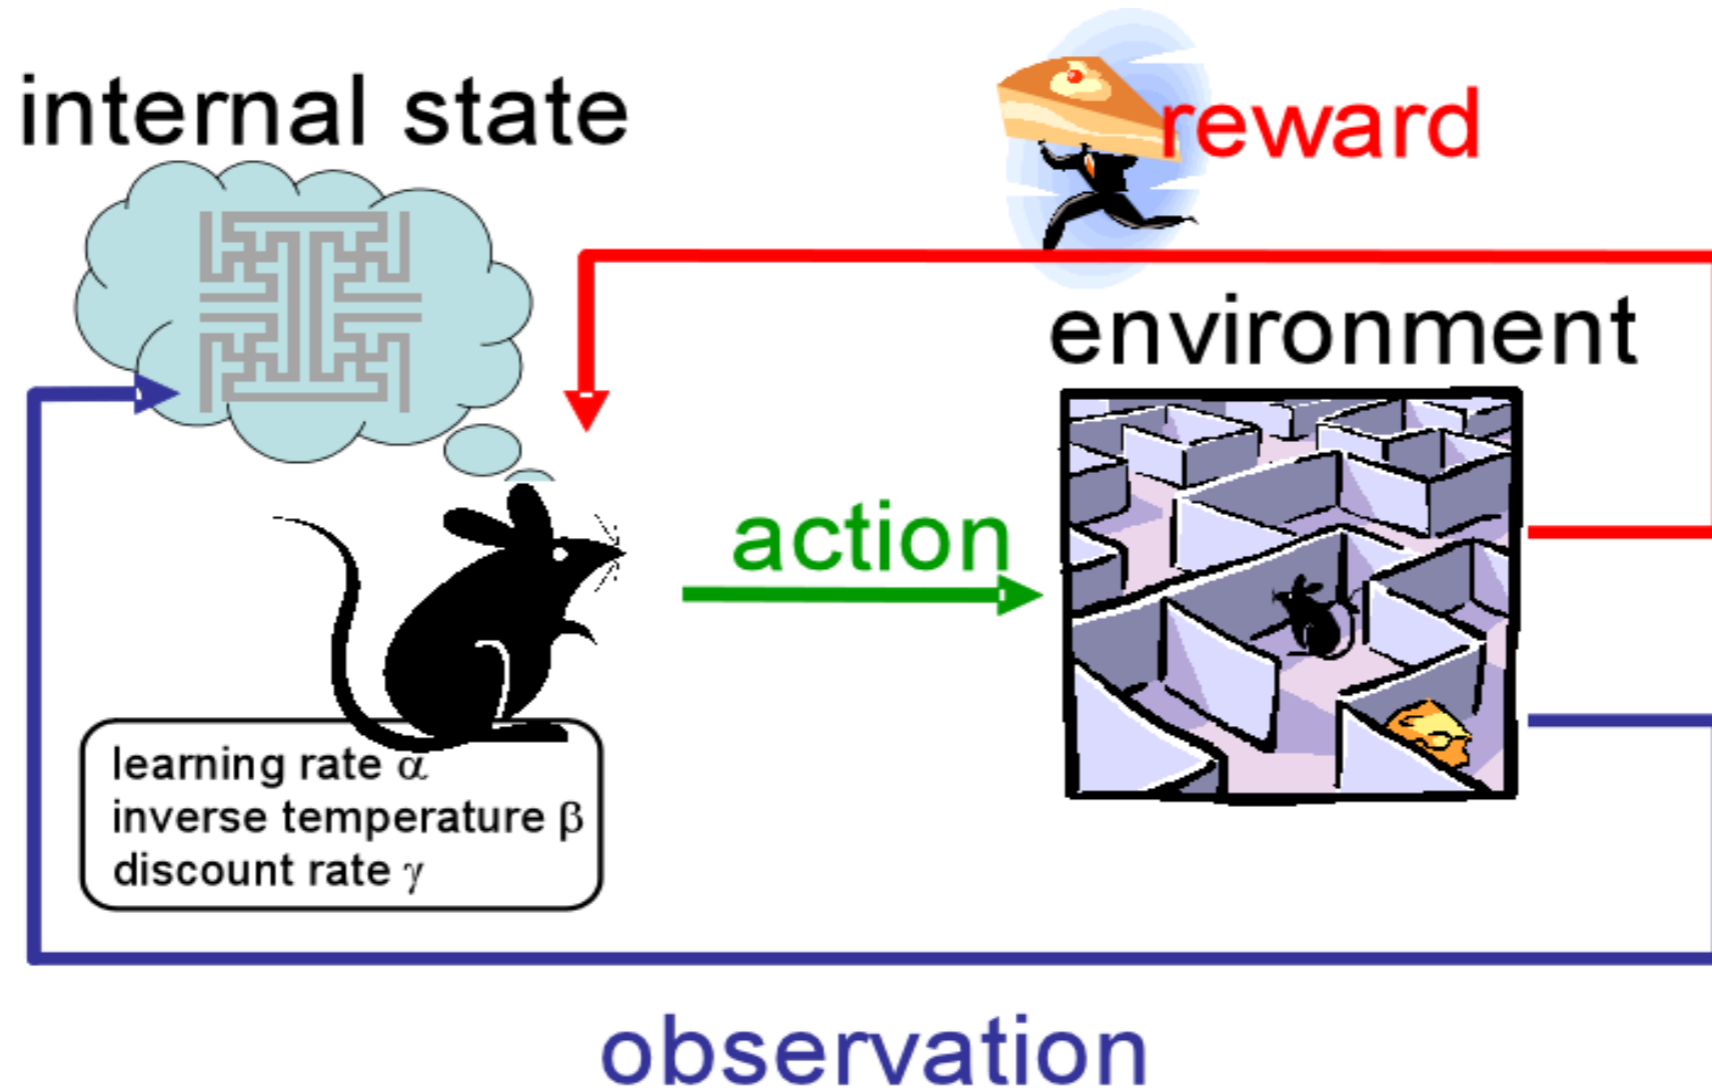 internal state
reward
environment
action
learning rate α
inverse temperature β
discount rate γ
observation